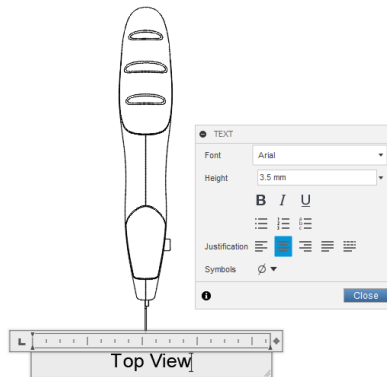 TEXT
Font Arial
Height 3.5 mm
B I U
Justification
Symbols Ø
Close
Top View